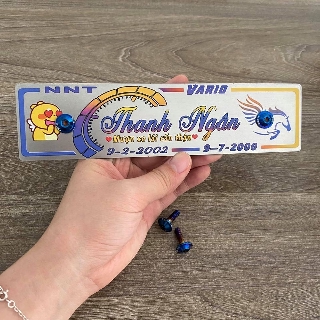 NNT VARIO
Thanh Ngân
9-2-2002 9-7-2006